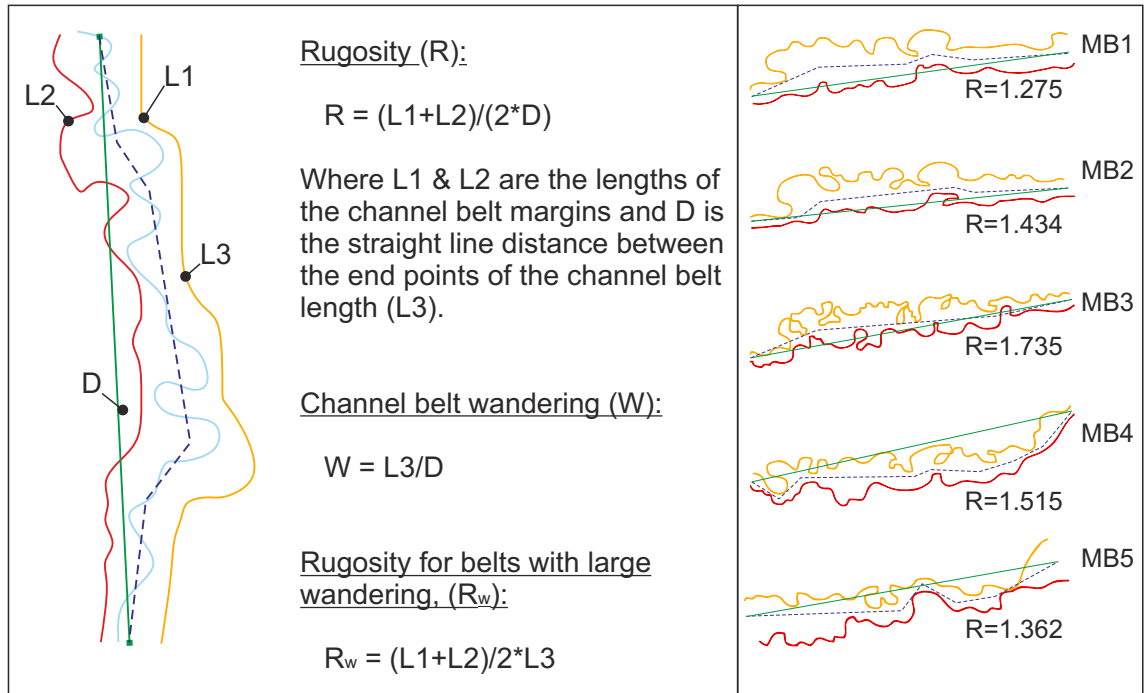 L1
L2
L3
D
Rugosity (R):
R = (L1+L2)/(2*D)
Where L1 & L2 are the lengths of
the channel belt margins and D is
the straight line distance between
the end points of the channel belt
length (L3).
Channel belt wandering (W):
W = L3/D
Rugosity for belts with large
wandering, (Rw):
Rw = (L1+L2)/2*L3
MB1
R=1.275
MB2
R=1.434
MB3
R=1.735
MB4
R=1.515
MB5
R=1.362